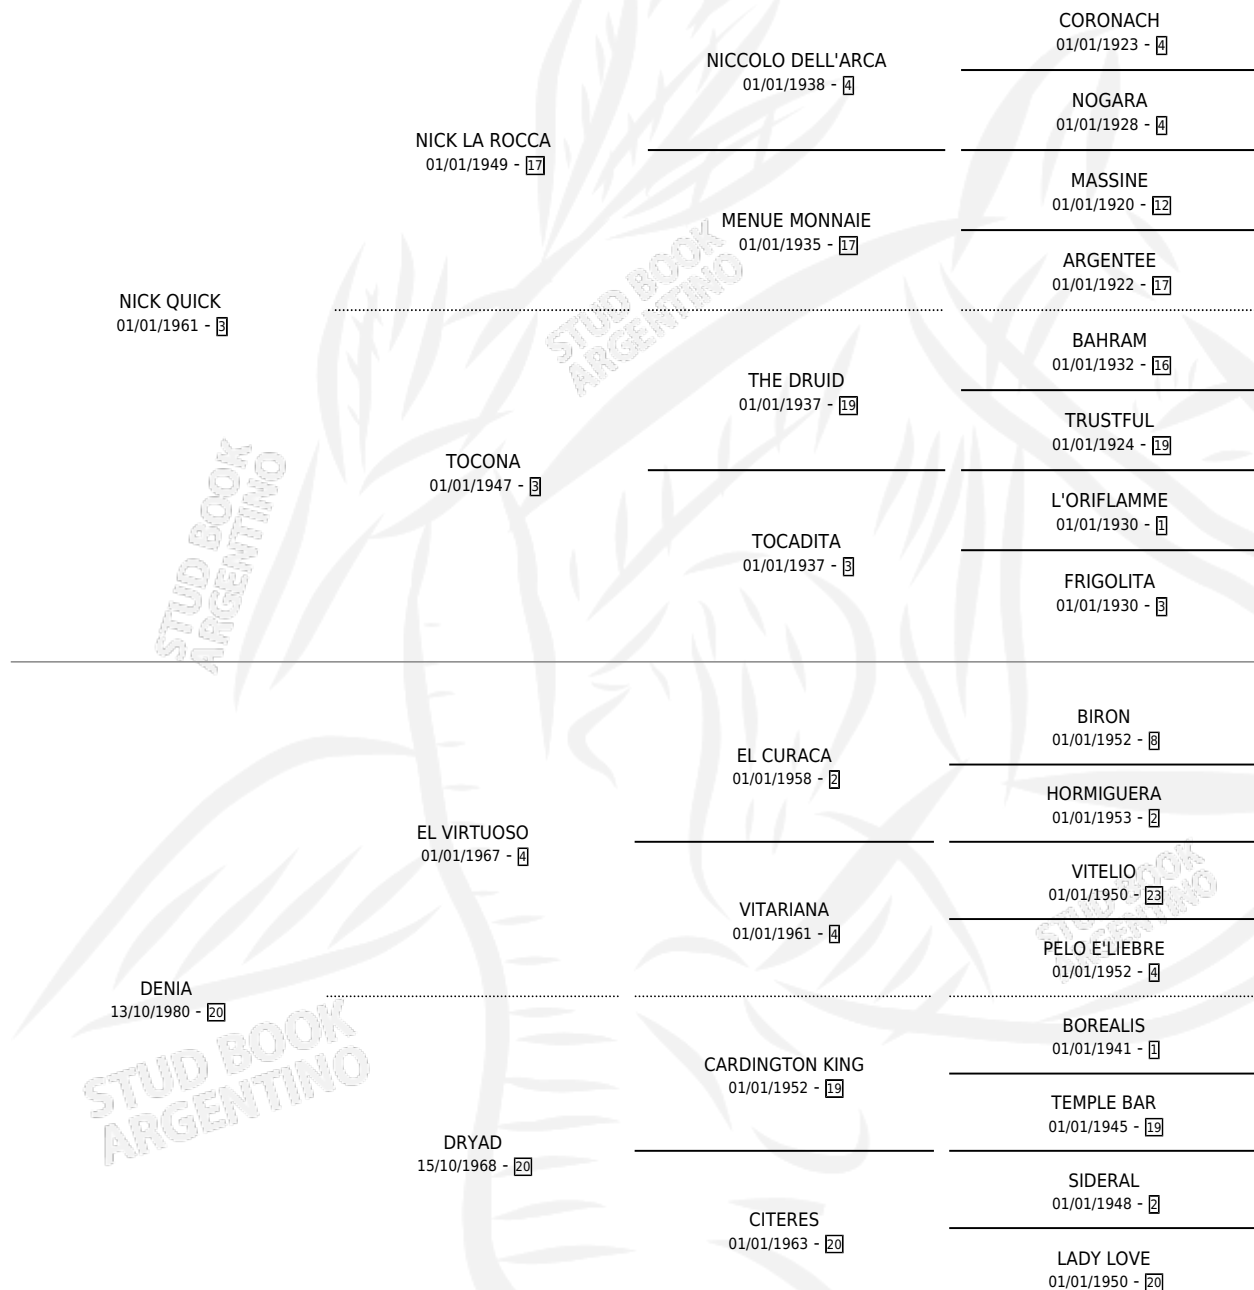 CORONACH
01/01/1923 - 4
NICCOLO DELL'ARCA
01/01/1938 - 4
NOGARA
01/01/1928 - 4
NICK LA ROCCA
01/01/1949 - 17
MASSINE
01/01/1920 - 12
MENUE MONNAIE
01/01/1935 - 17
ARGENTEE
01/01/1922 - 17
NICK QUICK
01/01/1961 - 3
STUD BOOK
ARGENTINO
BAHRAM
01/01/1932 - 16
THE DRUID
01/01/1937 - 19
TRUSTFUL
01/01/1924 - 19
TOCONA
01/01/1947 - 3
L'ORIFLAMME
01/01/1930 - 1
TOCADITA
01/01/1937 - 3
FRIGOLITA
01/01/1930 - 3
STUD BOOK
ARGENTINO
BIRON
01/01/1952 - 8
EL CURACA
01/01/1958 - 2
HORMIGUERA
01/01/1953 - 2
EL VIRTUOSO
01/01/1967 - 4
VITELIO
01/01/1950 - 23
VITARIANA
01/01/1961 - 4
STUD BOOK
ARGENTINO
PELO E'LIEBRE
01/01/1952 - 4
DENIA
13/10/1980 - 20
BOREALIS
01/01/1941 - 1
CARDINGTON KING
01/01/1952 - 19
STUD BOOK
ARGENTINO
TEMPLE BAR
01/01/1945 - 19
DRYAD
15/10/1968 - 20
SIDERAL
01/01/1948 - 2
CITERES
01/01/1963 - 20
LADY LOVE
01/01/1950 - 20